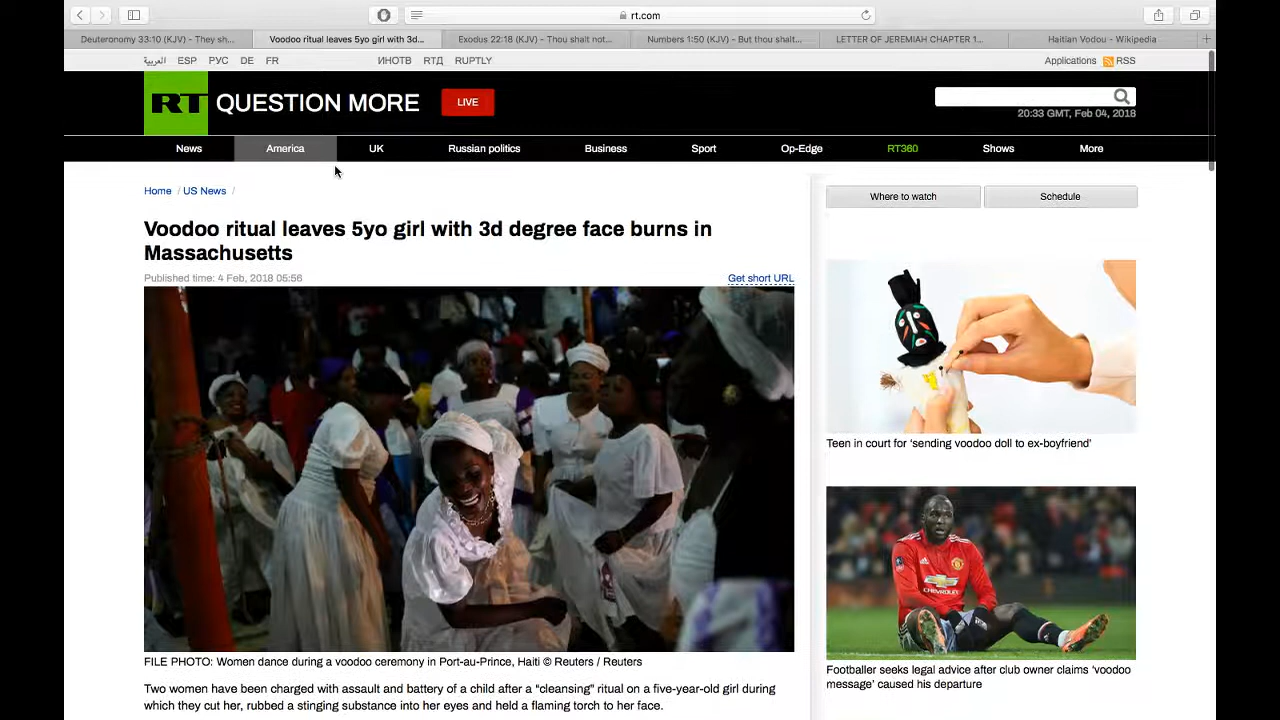 rt.com
Deuteronomy 33:10 (KJV) - They sh...
Voodoo ritual leaves 5yo girl with 3d...
Exodus 22:18 (KJV) - Thou shalt not...
Numbers 1:50 (KJV) - But thou shalt...
LETTER OF JEREMIAH CHAPTER 1...
Haitian Vodou - Wikipedia
العربية ESP РУС DE FR ИНОТВ РТД RUPTLY Applications RSS
RT QUESTION MORE LIVE
20:33 GMT, Feb 04, 2018
News America UK Russian politics Business Sport Op-Edge RT360 Shows More
Home / US News /
Where to watch Schedule
Voodoo ritual leaves 5yo girl with 3d degree face burns in
Massachusetts
Published time: 4 Feb, 2018 05:56
Get short URL
FILE PHOTO: Women dance during a voodoo ceremony in Port-au-Prince, Haiti © Reuters / Reuters
Two women have been charged with assault and battery of a child after a “cleansing” ritual on a five-year-old girl during
which they cut her, rubbed a stinging substance into her eyes and held a flaming torch to her face.
Teen in court for ‘sending voodoo doll to ex-boyfriend’
CHEVROLET
Footballer seeks legal advice after club owner claims ‘voodoo
message’ caused his departure